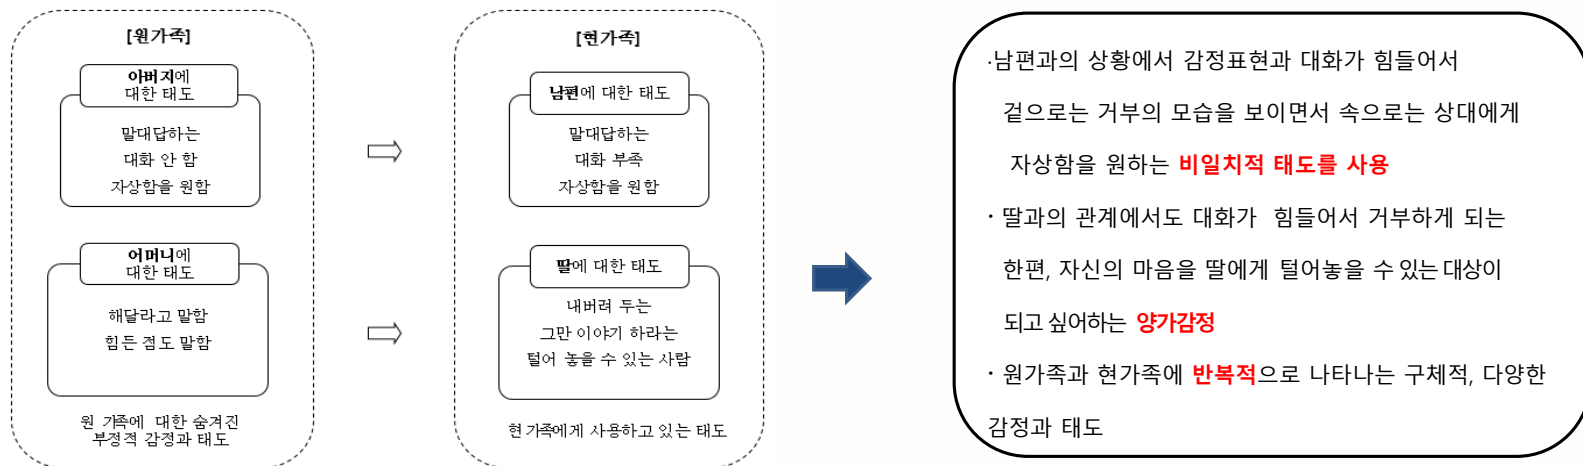 [원가족]
아버지에
대한 태도
말대답하는
대화 안 함
자상함을 원함
어머니에
대한 태도
해달라고 말함
힘든 점도 말함
원 가족에 대한 숨겨진
부정적 감정과 태도
[현가족]
남편에 대한 태도
말대답하는
대화 부족
자상함을 원함
딸에 대한 태도
내버려 두는
그만 이야기 하라는
털어 놓을 수 있는 사람
현 가족에게 사용하고 있는 태도
·남편과의 상황에서 감정표현과 대화가 힘들어서
겉으로는 거부의 모습을 보이면서 속으로는 상대에게
자상함을 원하는 비일치적 태도를 사용
· 딸과의 관계에서도 대화가 힘들어서 거부하게 되는
한편, 자신의 마음을 딸에게 털어놓을 수 있는 대상이
되고 싶어하는 양가감정
· 원가족과 현가족에 반복적으로 나타나는 구체적, 다양한
감정과 태도